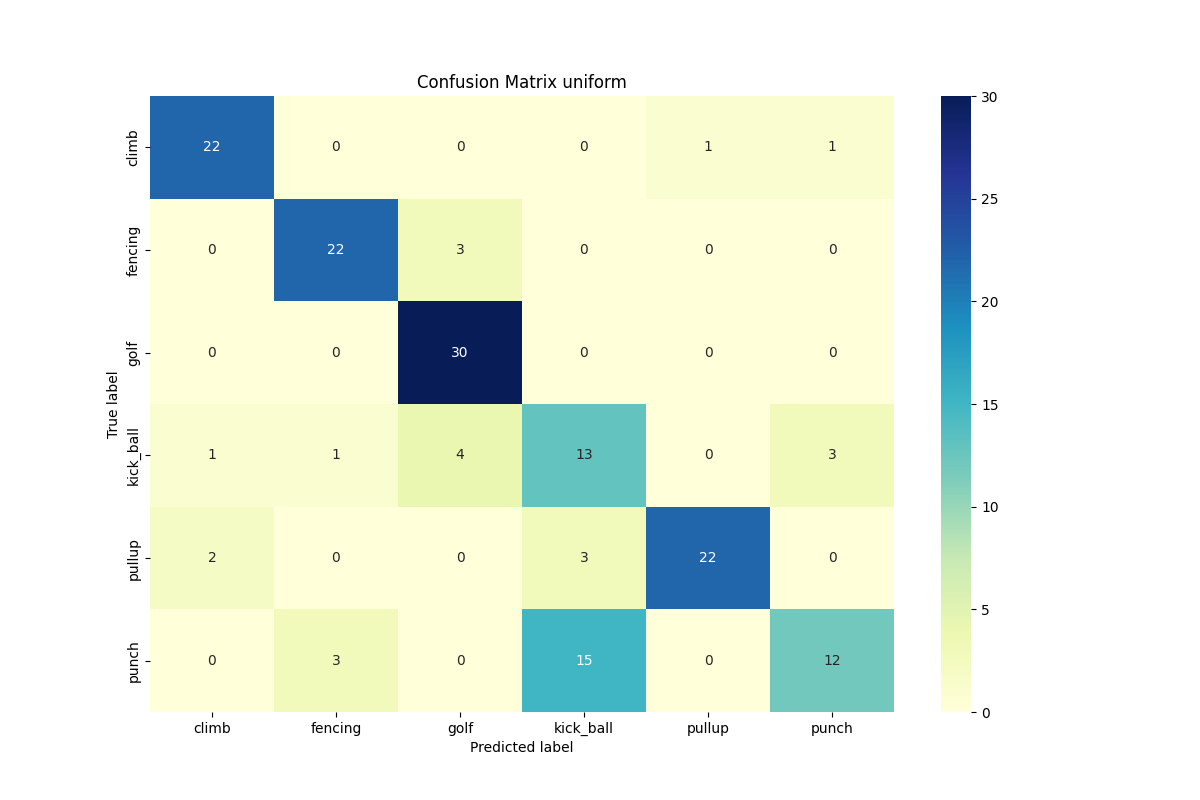 Confusion Matrix uniform
True label
climb 22 0 0 0 1 1
fencing 0 22 3 0 0 0
golf 0 0 30 0 0 0
kick_ball 1 1 4 13 0 3
pullup 2 0 0 3 22 0
punch 0 3 0 15 0 12
climb fencing golf kick_ball pullup punch
Predicted label
30
25
20
15
10
5
0